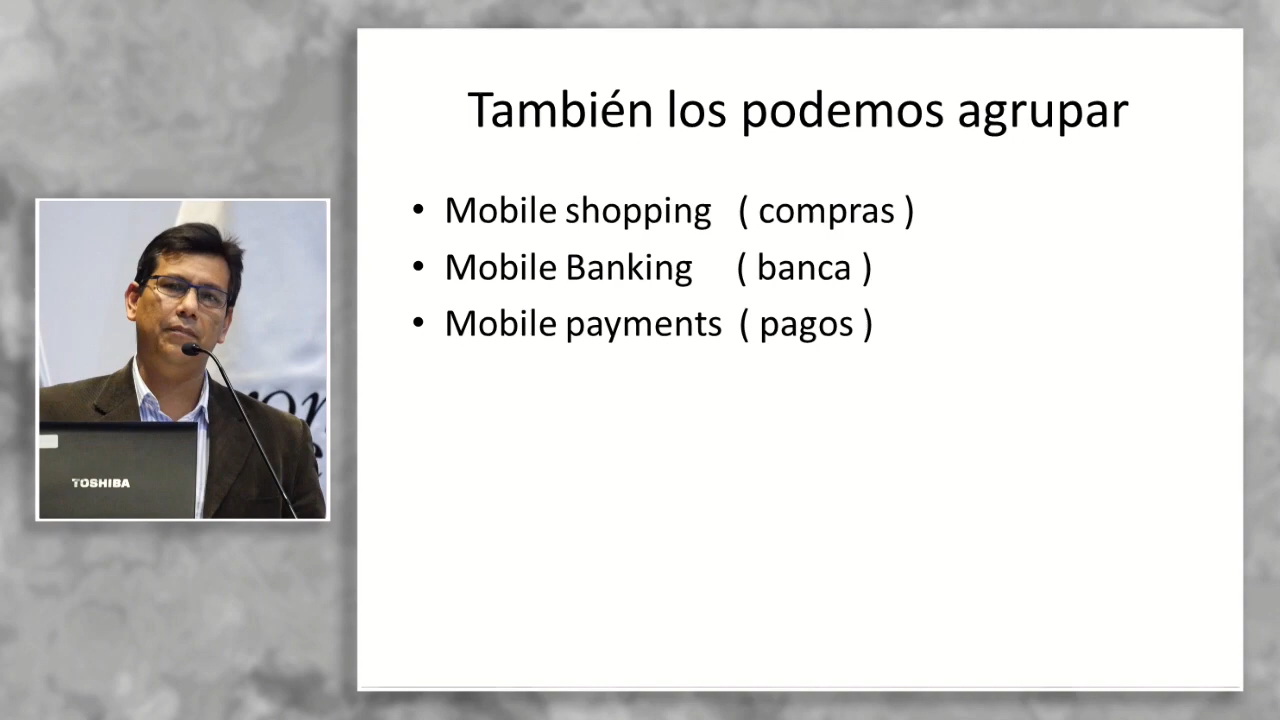 También los podemos agrupar
• Mobile shopping ( compras )
• Mobile Banking ( banca )
• Mobile payments ( pagos )
TOSHIBA